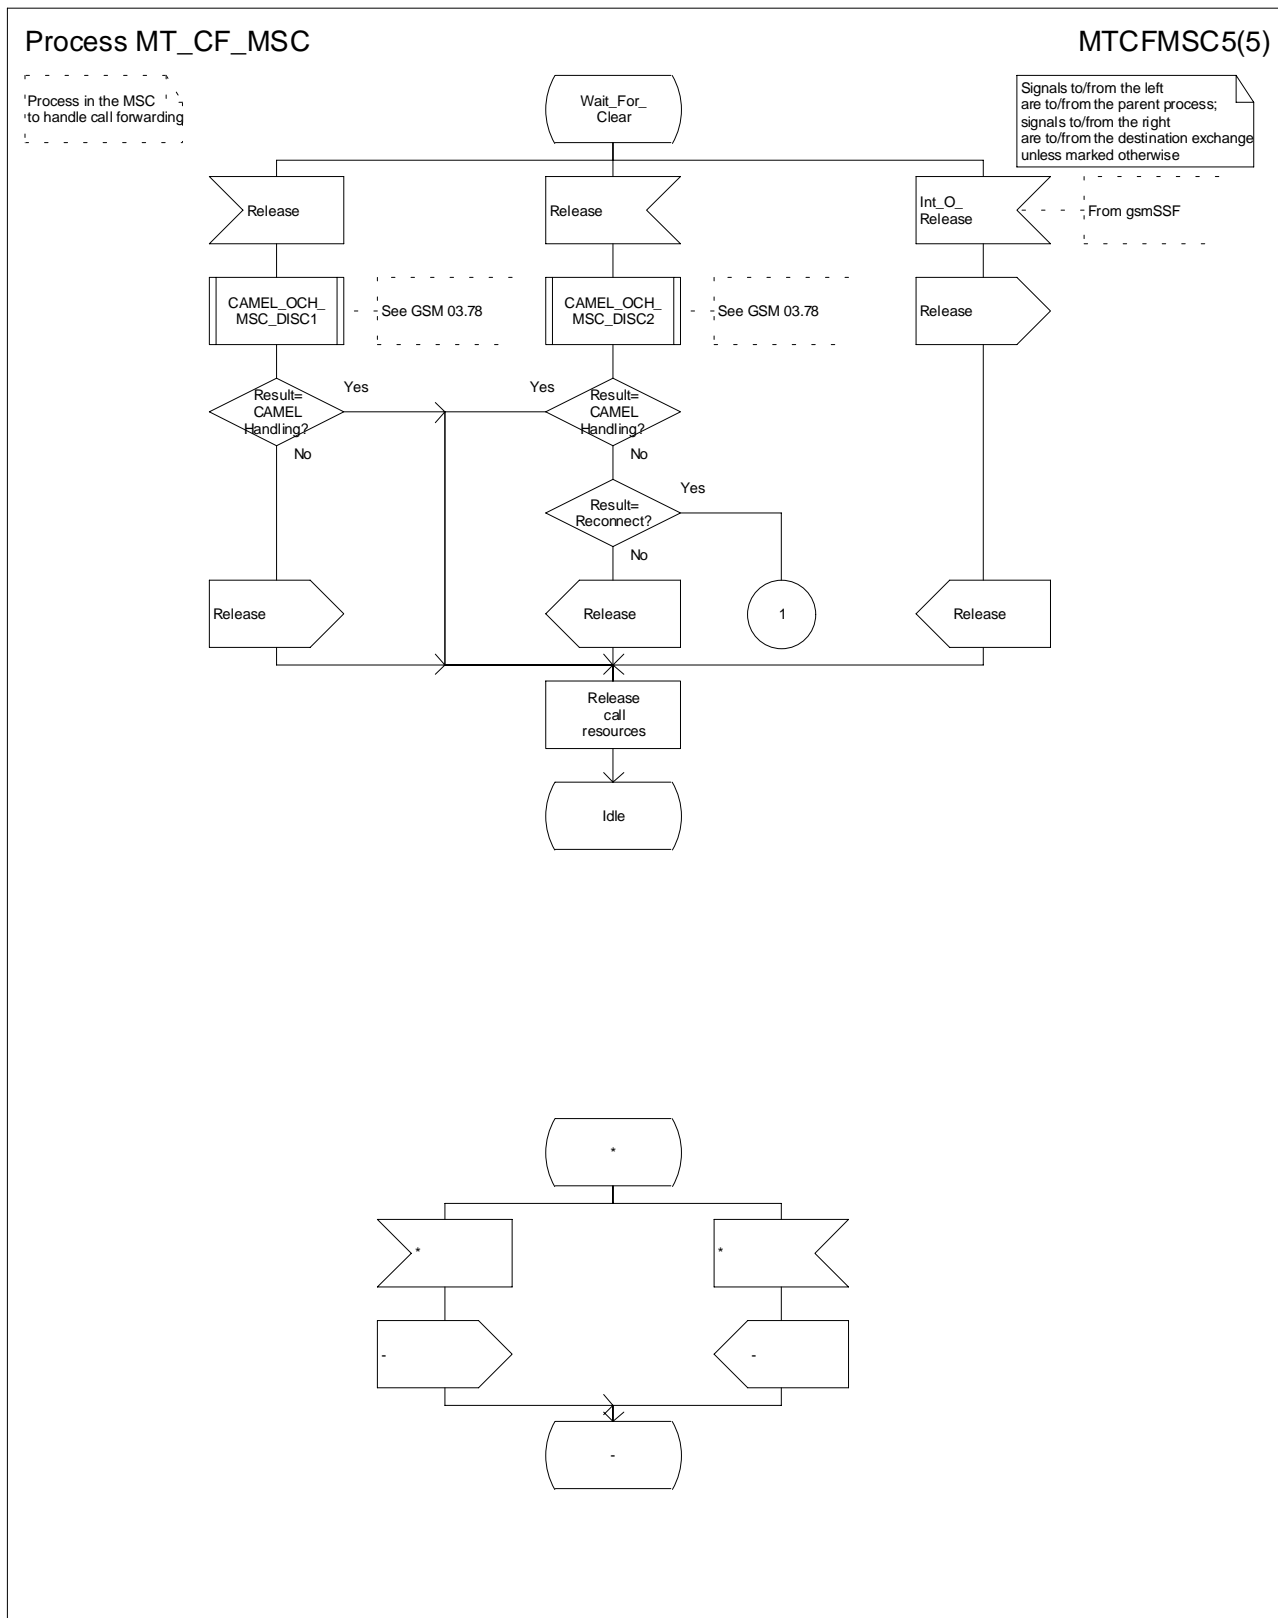 Process MT_CF_MSC
MTCFMSC5(5)
Process in the MSC
to handle call forwarding
Wait_For_
Clear
Signals to/from the left
are to/from the parent process;
signals to/from the right
are to/from the destination exchange
unless marked otherwise
Release
Release
Int_O_
Release
From gsmSSF
CAMEL_OCH_
MSC_DISC1
See GSM 03.78
CAMEL_OCH_
MSC_DISC2
See GSM 03.78
Release
Result=
CAMEL
Handling?
Yes
No
Yes
Result=
CAMEL
Handling?
No
Result=
Reconnect?
Yes
No
Release
Release
1
Release
Release
call
resources
Idle
*
*
*
-
-
-